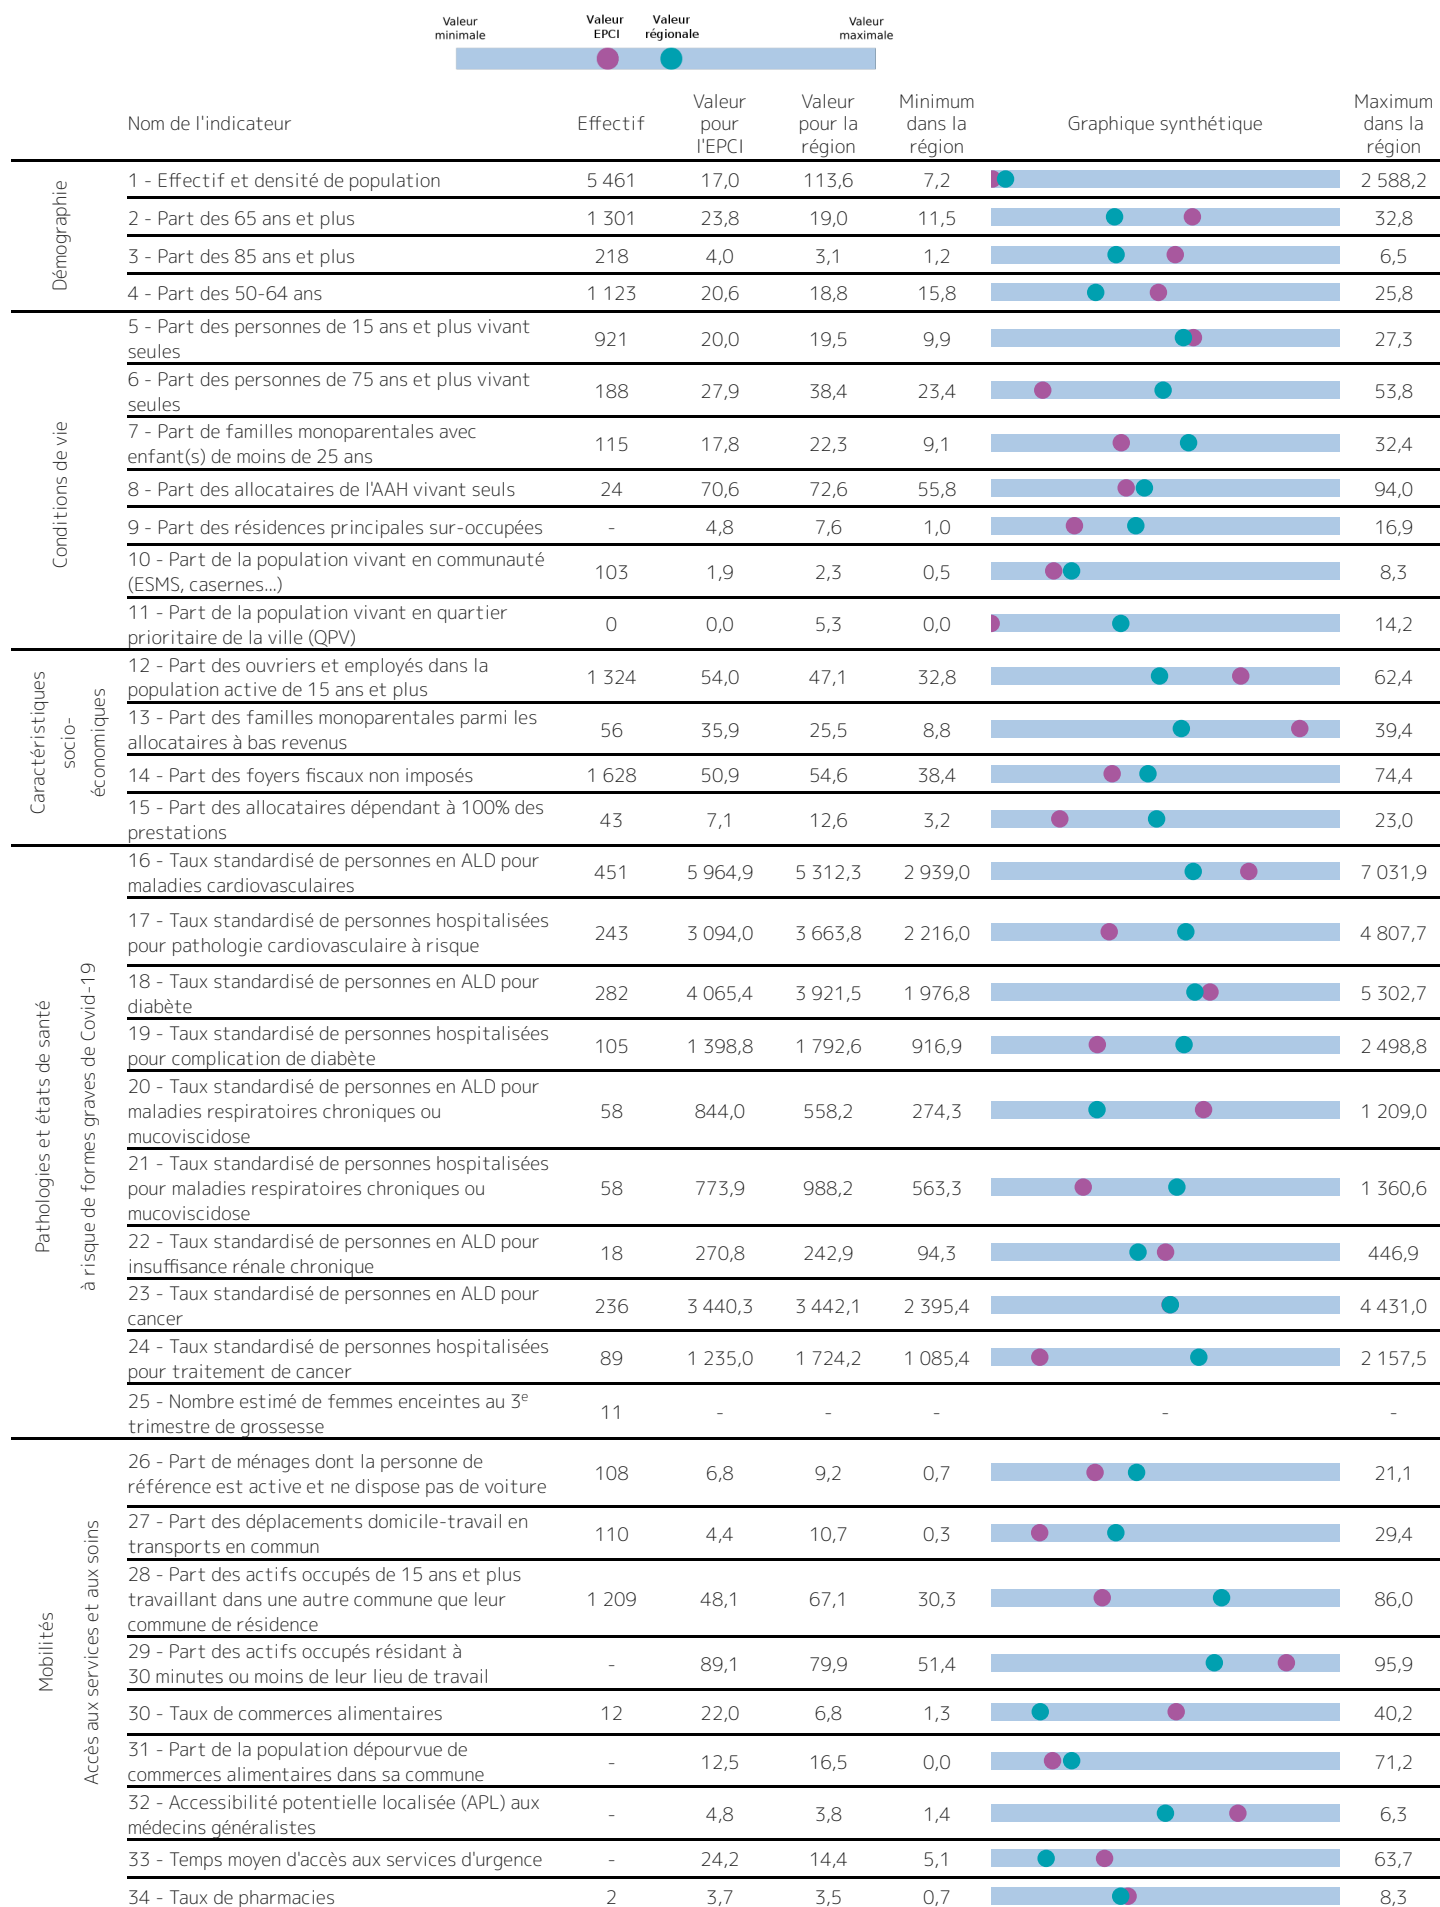 Valeur
minimale
Valeur
EPCI
Valeur
régionale
Valeur
maximale
Nom de l'indicateur
Effectif
Valeur
pour
l'EPCI
Valeur
pour la
région
Minimum
dans la
région
Graphique synthétique
Maximum
dans la
région
Démographie
1 - Effectif et densité de population 5 461 17,0 113,6 7,2 2 588,2
2 - Part des 65 ans et plus 1 301 23,8 19,0 11,5 32,8
3 - Part des 85 ans et plus 218 4,0 3,1 1,2 6,5
4 - Part des 50-64 ans 1 123 20,6 18,8 15,8 25,8
Conditions de vie
5 - Part des personnes de 15 ans et plus vivant
seules
921 20,0 19,5 9,9 27,3
6 - Part des personnes de 75 ans et plus vivant
seules
188 27,9 38,4 23,4 53,8
7 - Part de familles monoparentales avec
enfant(s) de moins de 25 ans
115 17,8 22,3 9,1 32,4
8 - Part des allocataires de l'AAH vivant seuls 24 70,6 72,6 55,8 94,0
9 - Part des résidences principales sur-occupées - 4,8 7,6 1,0 16,9
10 - Part de la population vivant en communauté
(ESMS, casernes...)
103 1,9 2,3 0,5 8,3
11 - Part de la population vivant en quartier
prioritaire de la ville (QPV)
0 0,0 5,3 0,0 14,2
Caractéristiques
socio-
économiques
12 - Part des ouvriers et employés dans la
population active de 15 ans et plus
1 324 54,0 47,1 32,8 62,4
13 - Part des familles monoparentales parmi les
allocataires à bas revenus
56 35,9 25,5 8,8 39,4
14 - Part des foyers fiscaux non imposés 1 628 50,9 54,6 38,4 74,4
15 - Part des allocataires dépendant à 100% des
prestations
43 7,1 12,6 3,2 23,0
Pathologies et états de santé
à risque de formes graves de Covid-19
16 - Taux standardisé de personnes en ALD pour
maladies cardiovasculaires
451 5 964,9 5 312,3 2 939,0 7 031,9
17 - Taux standardisé de personnes hospitalisées
pour pathologie cardiovasculaire à risque
243 3 094,0 3 663,8 2 216,0 4 807,7
18 - Taux standardisé de personnes en ALD pour
diabète
282 4 065,4 3 921,5 1 976,8 5 302,7
19 - Taux standardisé de personnes hospitalisées
pour complication de diabète
105 1 398,8 1 792,6 916,9 2 498,8
20 - Taux standardisé de personnes en ALD pour
maladies respiratoires chroniques ou
mucoviscidose
58 844,0 558,2 274,3 1 209,0
21 - Taux standardisé de personnes hospitalisées
pour maladies respiratoires chroniques ou
mucoviscidose
58 773,9 988,2 563,3 1 360,6
22 - Taux standardisé de personnes en ALD pour
insuffisance rénale chronique
18 270,8 242,9 94,3 446,9
23 - Taux standardisé de personnes en ALD pour
cancer
236 3 440,3 3 442,1 2 395,4 4 431,0
24 - Taux standardisé de personnes hospitalisées
pour traitement de cancer
89 1 235,0 1 724,2 1 085,4 2 157,5
25 - Nombre estimé de femmes enceintes au 3e
trimestre de grossesse
11 - - - - -
Mobilités
Accès aux services et aux soins
26 - Part de ménages dont la personne de
référence est active et ne dispose pas de voiture
108 6,8 9,2 0,7 21,1
27 - Part des déplacements domicile-travail en
transports en commun
110 4,4 10,7 0,3 29,4
28 - Part des actifs occupés de 15 ans et plus
travaillant dans une autre commune que leur
commune de résidence
1 209 48,1 67,1 30,3 86,0
29 - Part des actifs occupés résidant à
30 minutes ou moins de leur lieu de travail
- 89,1 79,9 51,4 95,9
30 - Taux de commerces alimentaires 12 22,0 6,8 1,3 40,2
31 - Part de la population dépourvue de
commerces alimentaires dans sa commune
- 12,5 16,5 0,0 71,2
32 - Accessibilité potentielle localisée (APL) aux
médecins généralistes
- 4,8 3,8 1,4 6,3
33 - Temps moyen d'accès aux services d'urgence - 24,2 14,4 5,1 63,7
34 - Taux de pharmacies 2 3,7 3,5 0,7 8,3